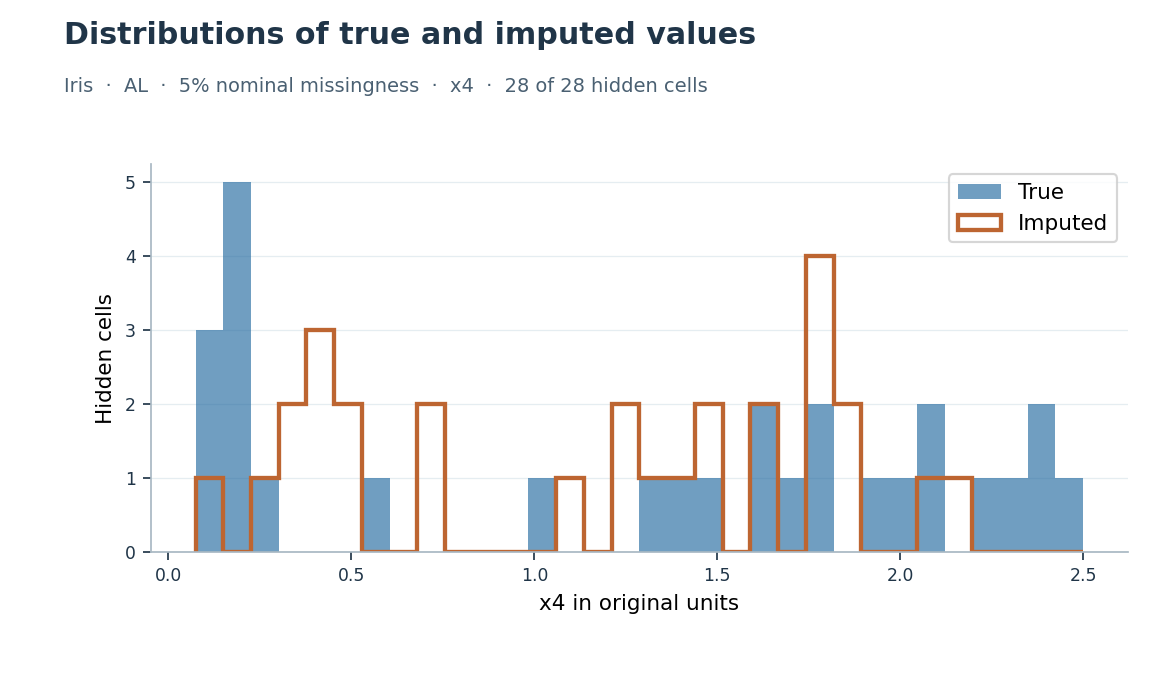 Distributions of true and imputed values
Iris · AL · 5% nominal missingness · x4 · 28 of 28 hidden cells
True
Imputed
Hidden cells
5
4
3
2
1
0
0.0
0.5
1.0
1.5
2.0
2.5
x4 in original units